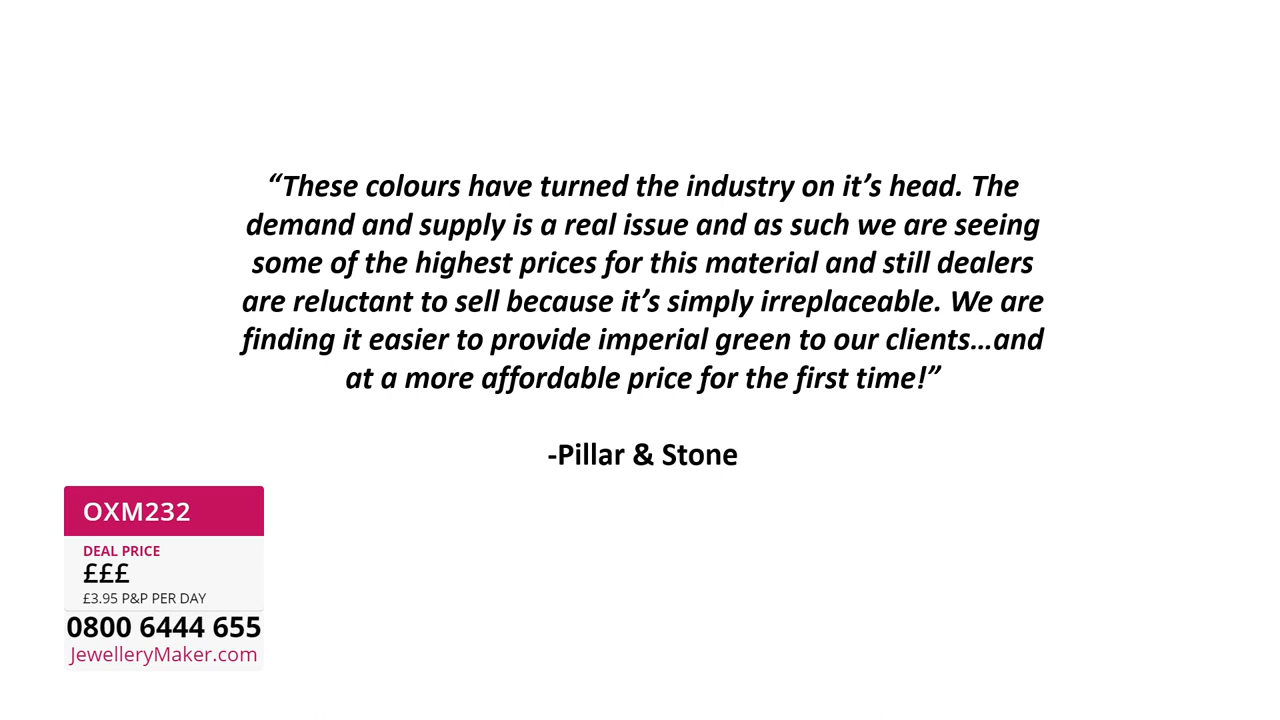 “These colours have turned the industry on it’s head. The
demand and supply is a real issue and as such we are seeing
some of the highest prices for this material and still dealers
are reluctant to sell because it’s simply irreplaceable. We are
finding it easier to provide imperial green to our clients…and
at a more affordable price for the first time!”
-Pillar & Stone
OXM232
DEAL PRICE
£££
£3.95 P&P PER DAY
0800 6444 655
JewelleryMaker.com